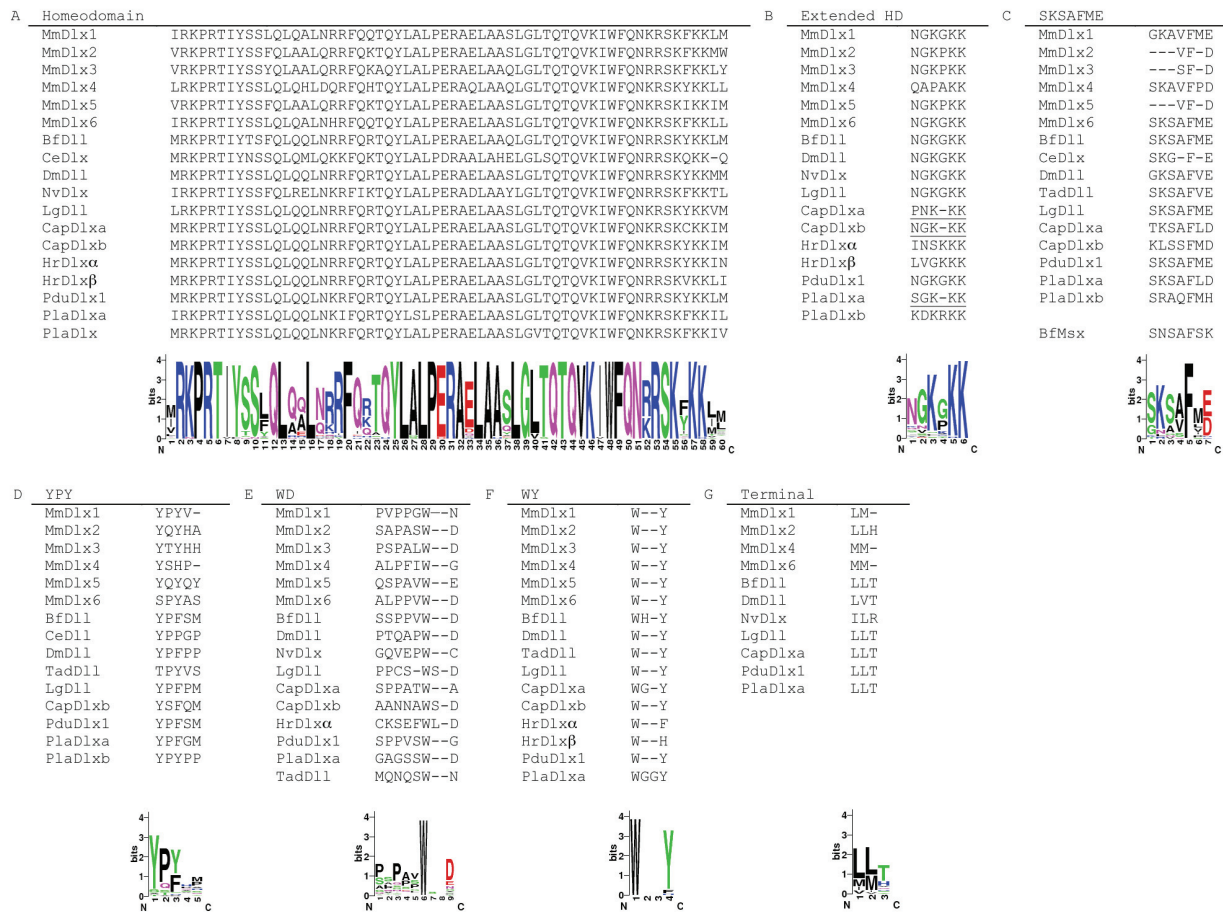 A Homeodomain
MmDlx1 IRKPRTIYSSLQLQALNRRFQQTQYLALPERAELAASLGLTQTQVKIWFQNKRSKFKKLM
MmDlx2 VRKPRTIYSSFQLAALQRRFQKTQYLALPERAELAASLGLTQTQVKIWFQNRRSKFKKMW
MmDlx3 VRKPRTIYSSYQLAALQRRFQKAQYLALPERAELAAQLGLTQTQVKIWFQNRRSKFKKLY
MmDlx4 LRKPRTIYSSLQLQHLDQRFQHTQYLALPERAQLAAQLGLTQTQVKIWFQNKRSKYKKLL
MmDlx5 VRKPRTIYSSFQLAALQRRFQKTQYLALPERAELAASLGLTQTQVKIWFQNKRSKIKKIM
MmDlx6 IRKPRTIYSSLQLQALNHRFQQTQYLALPERAELAASLGLTQTQVKIWFQNKRSKFKKLL
BfDll MRKPRTIYTSFQLQQLNRRFQRTQYLALPERAELAAQLGLTQTQVKIWFQNRRSKYKKLM
CeDlx MRKPRTIYNSSQLQMLQKKFQKTQYLALPDRAALAHELGLSQTQVKIWFQNRRSKQKK-Q
DmDll MRKPRTIYSSLQLQQLNRRFQRTQYLALPERAELAASLGLTQTQVKIWFQNRRSKYKKMM
NvDlx IRKPRTIYSSFQLRELNKRFIKTQYLALPERADLAAYLGLTQTQVKIWFQNRRSKFKKTL
LgDll LRKPRTIYSSLQLQQLNRRFQRTQYLALPERAELAASLGLTQTQVKIWFQNRRSKYKKVM
CapDlxa MRKPRTIYSSLQLQQLNRRFQRTQYLALPERAELAASLGLTQTQVKIWFQNRRSKCKKIM
CapDlxb MRKPRTIYSSLQLQQLNRRFQRTQYLALPERAELAASLGLTQTQVKIWFQNRRSKYKKIM
HrDlxα MRKPRTIYSSLQLQQLNRRFQRTQYLALPERAELAASLGLTQTQVKIWFQNRRSKYKKIN
HrDlxβ MRKPRTIYSSLQLQQLNRRFQRTQYLALPERAELAASLGLTQTQVKIWFQNRRSKVKKLI
PduDlx1 MRKPRTIYSSLQLQQLNRRFQRTQYLALPERAELAASLGLTQTQVKIWFQNRRSKYKKLM
PlaDlxa MRKPRTIYSSLQLQQLNKIFQRTQYLALPERAELAASLGLTQTQVKIWFQNRRSKFKKIL
PlaDlx MRKPRTIYSSLQLQQLNRRFQRTQYLALPERAELAASLGVTQTQVKIWFQNRRSKFKKIV
B Extended HD
MmDlx1 NGKGKK
MmDlx2 NGKPKK
MmDlx3 NGKPKK
MmDlx4 QAPAKK
MmDlx5 NGKPKK
MmDlx6 NGKGKK
BfDll NGKGKK
DmDll NGKGKK
NvDlx NGKGKK
LgDll NGKGKK
CapDlxa PNK-KK
CapDlxb NGK-KK
HrDlxα INSKKK
HrDlxβ LVGKKK
PduDlx1 NGKGKK
PlaDlxa SGK-KK
PlaDlxb KDKRKK
C SKSAFME
MmDlx1 GKAVFME
MmDlx2 ---VF-D
MmDlx3 ---SF-D
MmDlx4 SKAVFPD
MmDlx5 ---VF-D
MmDlx6 SKSAFME
BfDll SKSAFME
CeDlx SKG-F-E
DmDll GKSAFVE
TadDll SKSAFVE
LgDll SKSAFME
CapDlxa TKSAFLD
CapDlxb KLSSFMD
PduDlx1 SKSAFME
PlaDlxa SKSAFLD
PlaDlxb SRAQFMH
BfMsx SNSAFSK
D YPY
MmDlx1 YPYV-
MmDlx2 YQYHA
MmDlx3 YTYHH
MmDlx4 YSHP-
MmDlx5 YQYQY
MmDlx6 SPYAS
BfDll YPFSM
CeDll YPPGP
DmDll YPFPP
TadDll TPYVS
LgDll YPFPM
CapDlxb YSFQM
PduDlx1 YPFSM
PlaDlxa YPFGM
PlaDlxb YPYPP
E WD
MmDlx1 PVPPGW--N
MmDlx2 SAPASW--D
MmDlx3 PSPALW--D
MmDlx4 ALPFIW--G
MmDlx5 QSPAVW--E
MmDlx6 ALPPVW--D
BfDll SSPPVW--D
DmDll PTQAPW--D
NvDlx GQVEPW--C
LgDll PPCS-WS-D
CapDlxa SPPATW--A
CapDlxb AANNAWS-D
HrDlxα CKSEFWL-D
PduDlx1 SPPVSW--G
PlaDlxa GAGSSW--D
TadDll MQNQSW--N
F WY
MmDlx1 W--Y
MmDlx2 W--Y
MmDlx3 W--Y
MmDlx4 W--Y
MmDlx5 W--Y
MmDlx6 W--Y
BfDll WH-Y
DmDll W--Y
TadDll W--Y
LgDll W--Y
CapDlxa WG-Y
CapDlxb W--Y
HrDlxα W--F
HrDlxβ W--H
PduDlx1 W--Y
PlaDlxa WGGY
G Terminal
MmDlx1 LM-
MmDlx2 LLH
MmDlx4 MM-
MmDlx6 MM-
BfDll LLT
DmDll LVT
NvDlx ILR
LgDll LLT
CapDlxa LLT
PduDlx1 LLT
PlaDlxa LLT